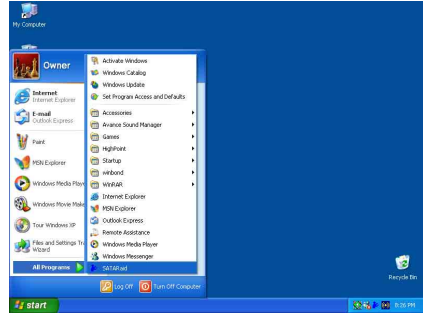 My Computer
Owner
Internet
Internet Explorer
E-mail
Outlook Express
Paint
MSN Explorer
Windows Media Play
Windows Movie Make
Tour Windows XP
Files and Settings Tr
Wizard
All Programs
Activate Windows
Windows Catalog
Windows Update
Set Program Access and Defaults
Accessories
Avance Sound Manager
Games
HighPoint
Startup
winbond
WinRAR
Internet Explorer
MSN Explorer
Outlook Express
Remote Assistance
Windows Media Player
Windows Messenger
SATARaid
Log Off
Turn Off Computer
Recycle Bin
start
8:26 PM